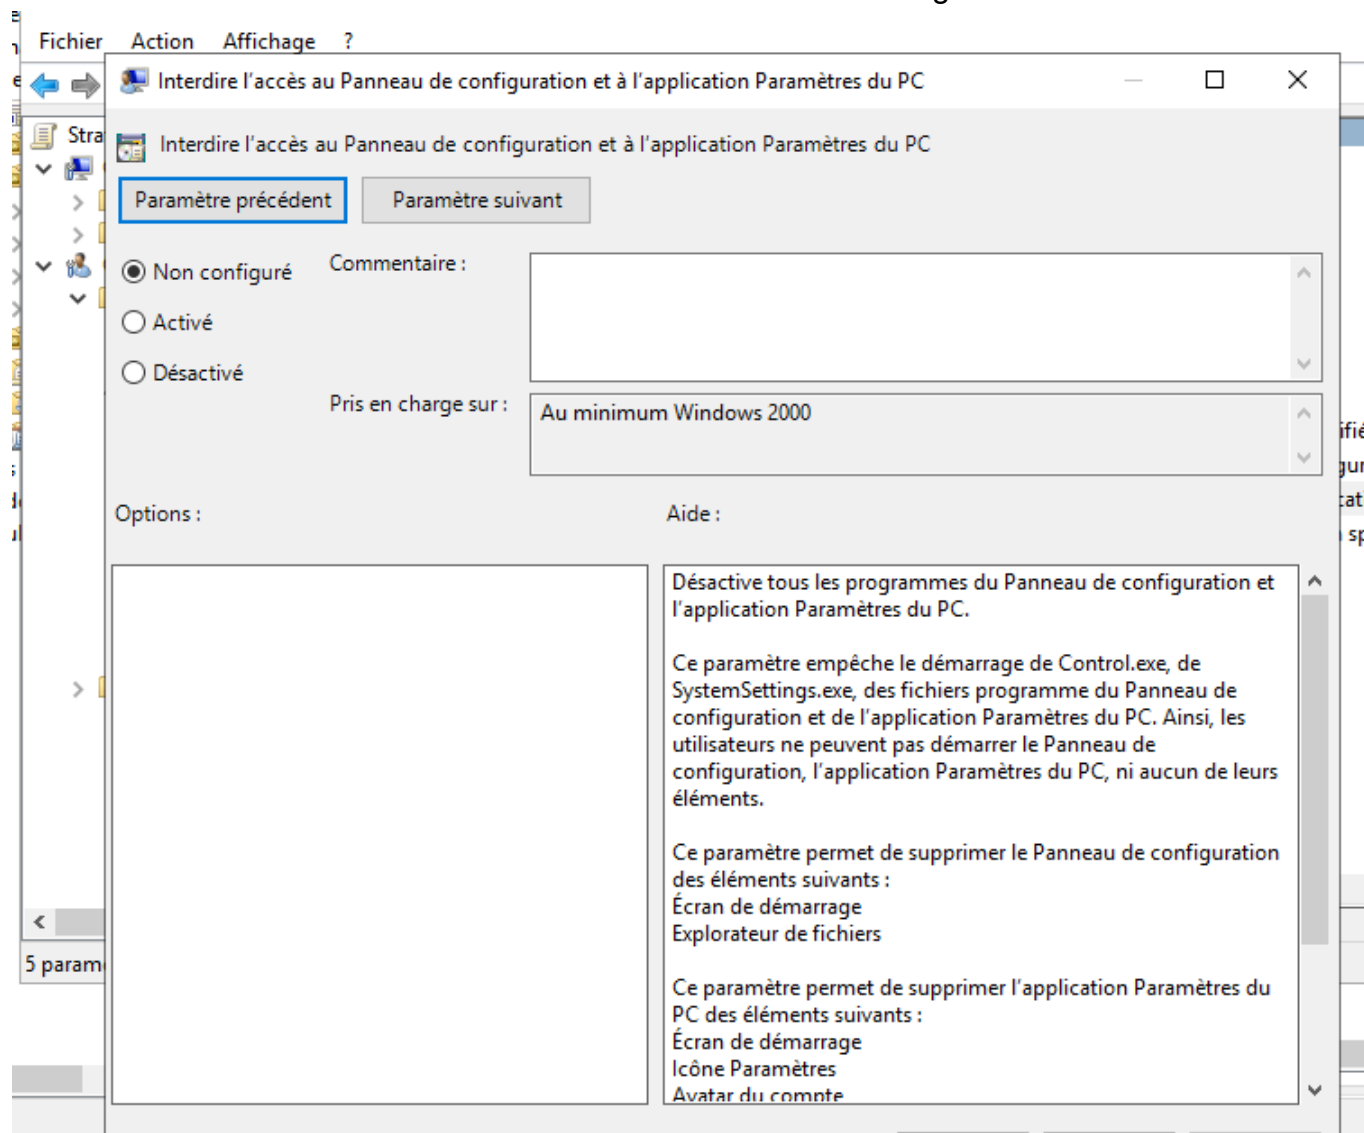 Fichier Action Affichage ?
Interdire l'accès au Panneau de configuration et à l'application Paramètres du PC
Stra
Interdire l'accès au Panneau de configuration et à l'application Paramètres du PC
Paramètre précédent Paramètre suivant
Non configuré Commentaire :
Activé
Désactivé
Pris en charge sur : Au minimum Windows 2000
Options : Aide :
Désactive tous les programmes du Panneau de configuration et
l'application Paramètres du PC.
Ce paramètre empêche le démarrage de Control.exe, de
SystemSettings.exe, des fichiers programme du Panneau de
configuration et de l'application Paramètres du PC. Ainsi, les
utilisateurs ne peuvent pas démarrer le Panneau de
configuration, l'application Paramètres du PC, ni aucun de leurs
éléments.
Ce paramètre permet de supprimer le Panneau de configuration
des éléments suivants :
Écran de démarrage
Explorateur de fichiers
Ce paramètre permet de supprimer l'application Paramètres du
PC des éléments suivants :
Écran de démarrage
Icône Paramètres
Avatar du compte
5 param